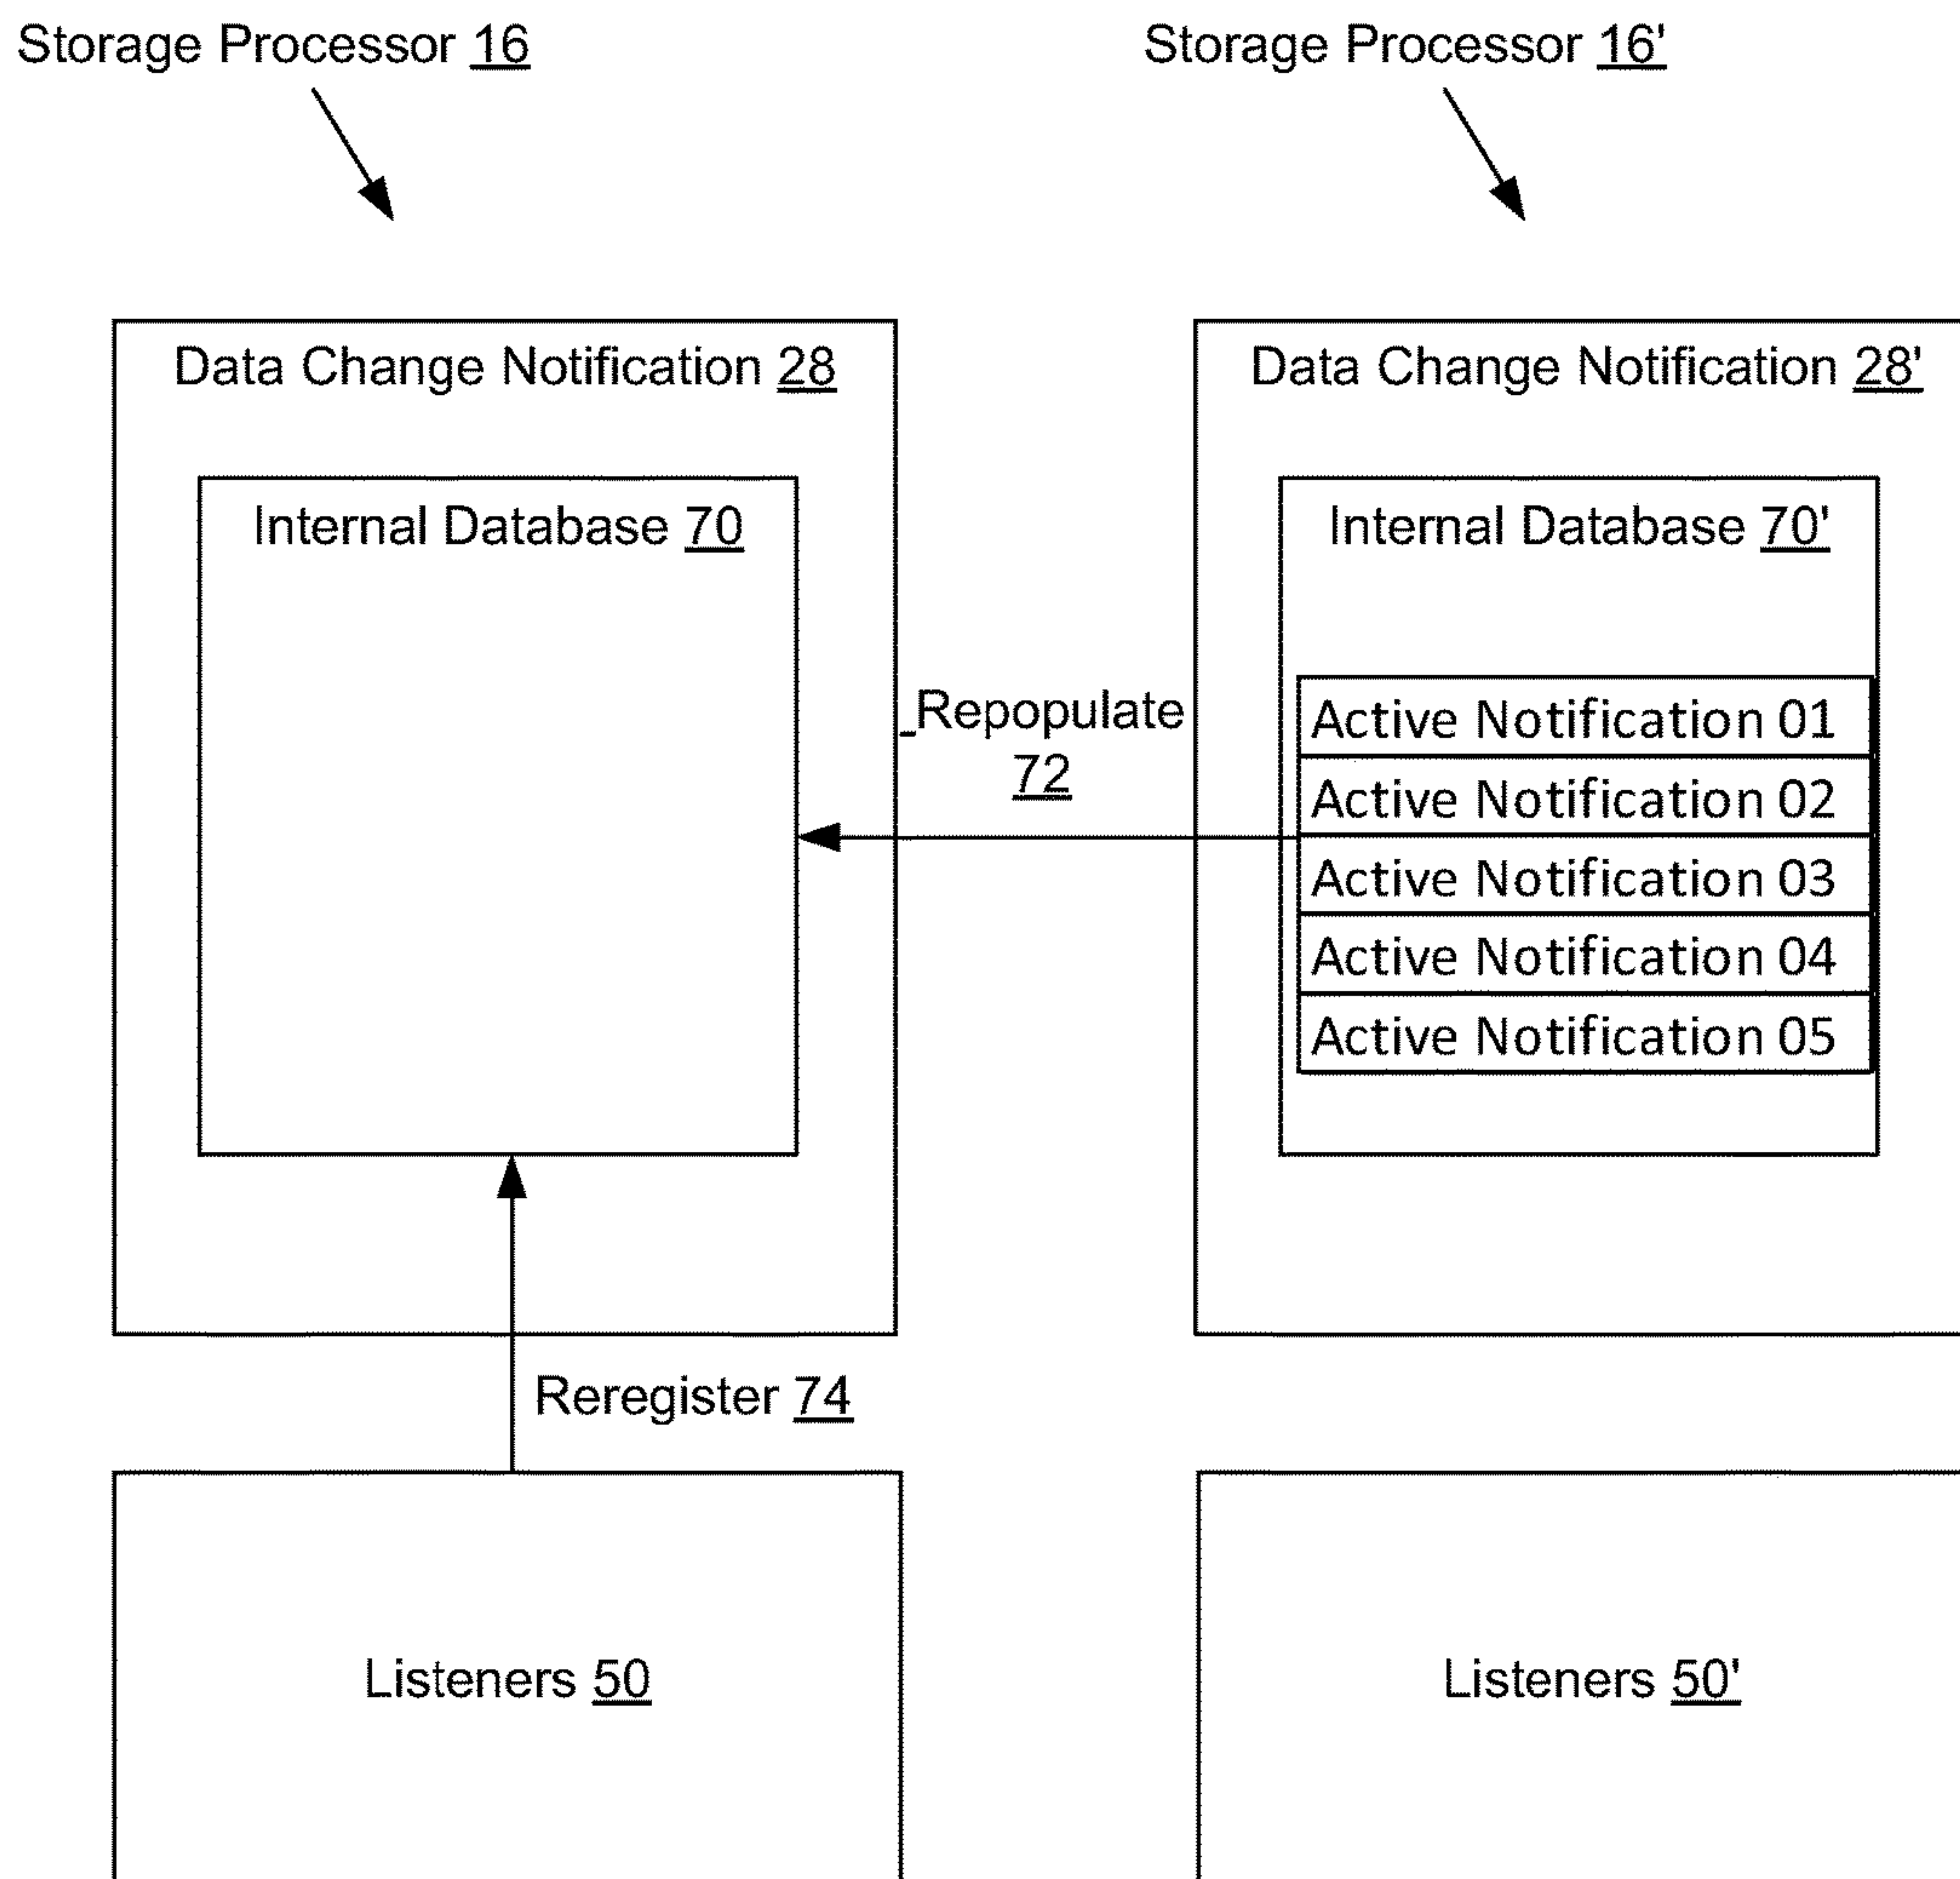 Storage Processor 16
Storage Processor 16'
Data Change Notification 28
Data Change Notification 28'
Internal Database 70
Internal Database 70'
Repopulate
72
Active Notification 01
Active Notification 02
Active Notification 03
Active Notification 04
Active Notification 05
Reregister 74
Listeners 50
Listeners 50'